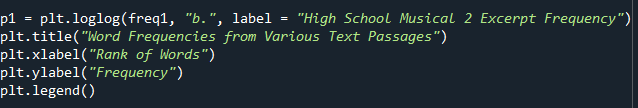 p1 = plt.loglog(freq1, "b.", label = "High School Musical 2 Excerpt Frequency")
plt.title("Word Frequencies from Various Text Passages")
plt.xlabel("Rank of Words")
plt.ylabel("Frequency")
plt.legend()